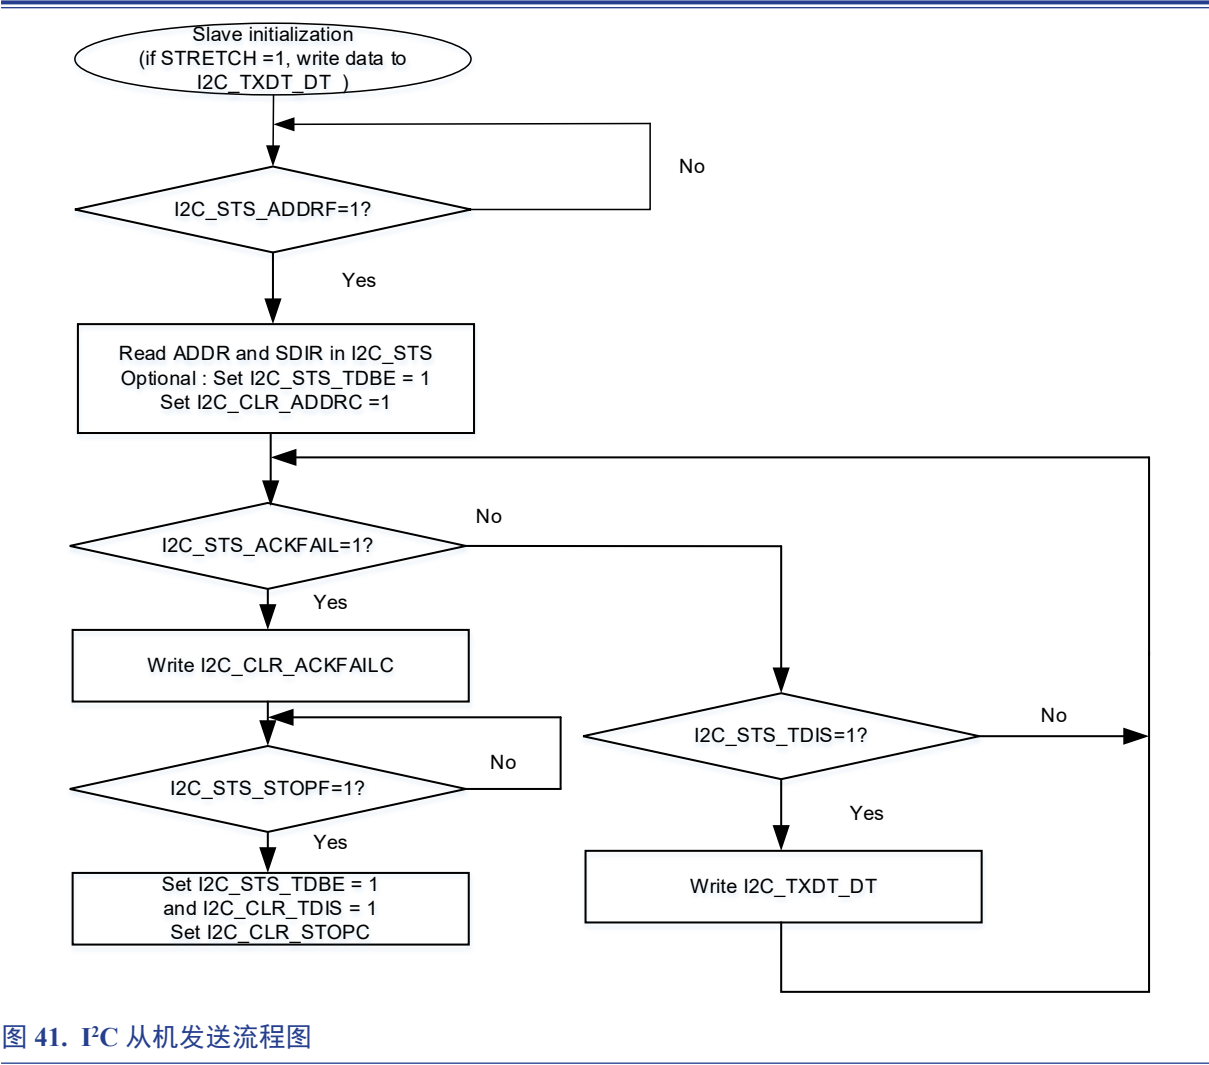 Slave initialization
(if STRETCH =1, write data to
I2C_TXDT_DT )
No
I2C_STS_ADDRF=1?
Yes
Read ADDR and SDIR in I2C_STS
Optional : Set I2C_STS_TDBE = 1
Set I2C_CLR_ADDRC =1
No
I2C_STS_ACKFAIL=1?
Yes
Write I2C_CLR_ACKFAILC
No
I2C_STS_TDIS=1?
No
I2C_STS_STOPF=1?
Yes
Yes
Set I2C_STS_TDBE = 1
and I2C_CLR_TDIS = 1
Set I2C_CLR_STOPC
Write I2C_TXDT_DT
图 41. I²C 从机发送流程图